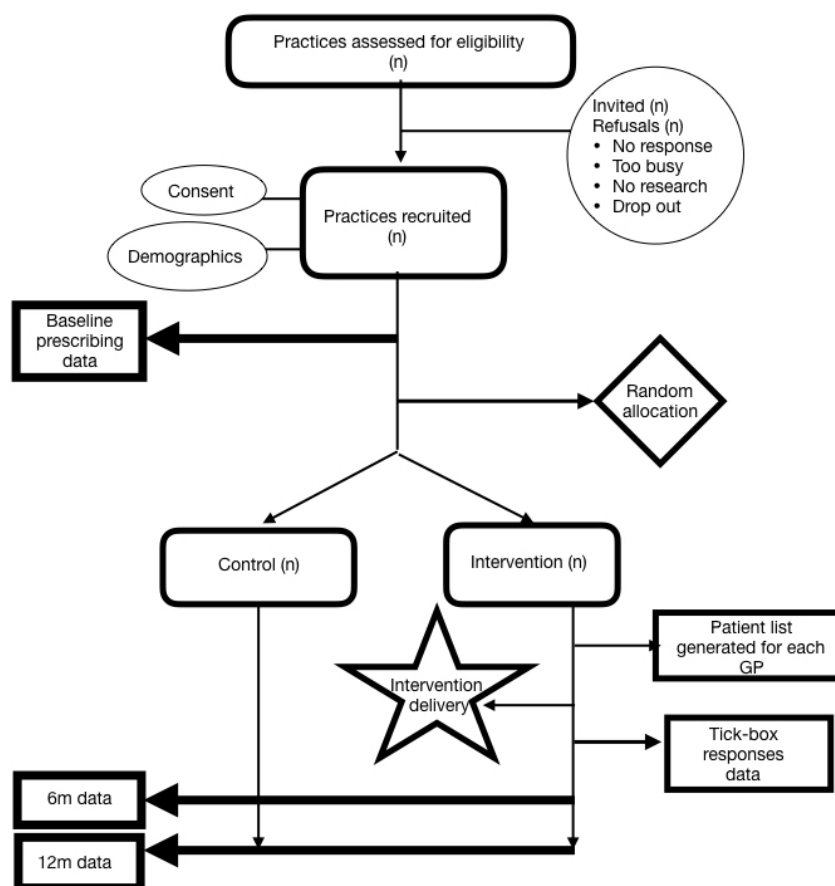 Practices assessed for eligibility
(n)
Invited (n)
Refusals (n)
• No response
• Too busy
• No research
• Drop out
Consent
Practices recruited
(n)
Demographics
Baseline
prescribing
data
Random
allocation
Control (n)
Intervention (n)
Patient list
generated for each
GP
Intervention
delivery
Tick-box
responses
data
6m data
12m data